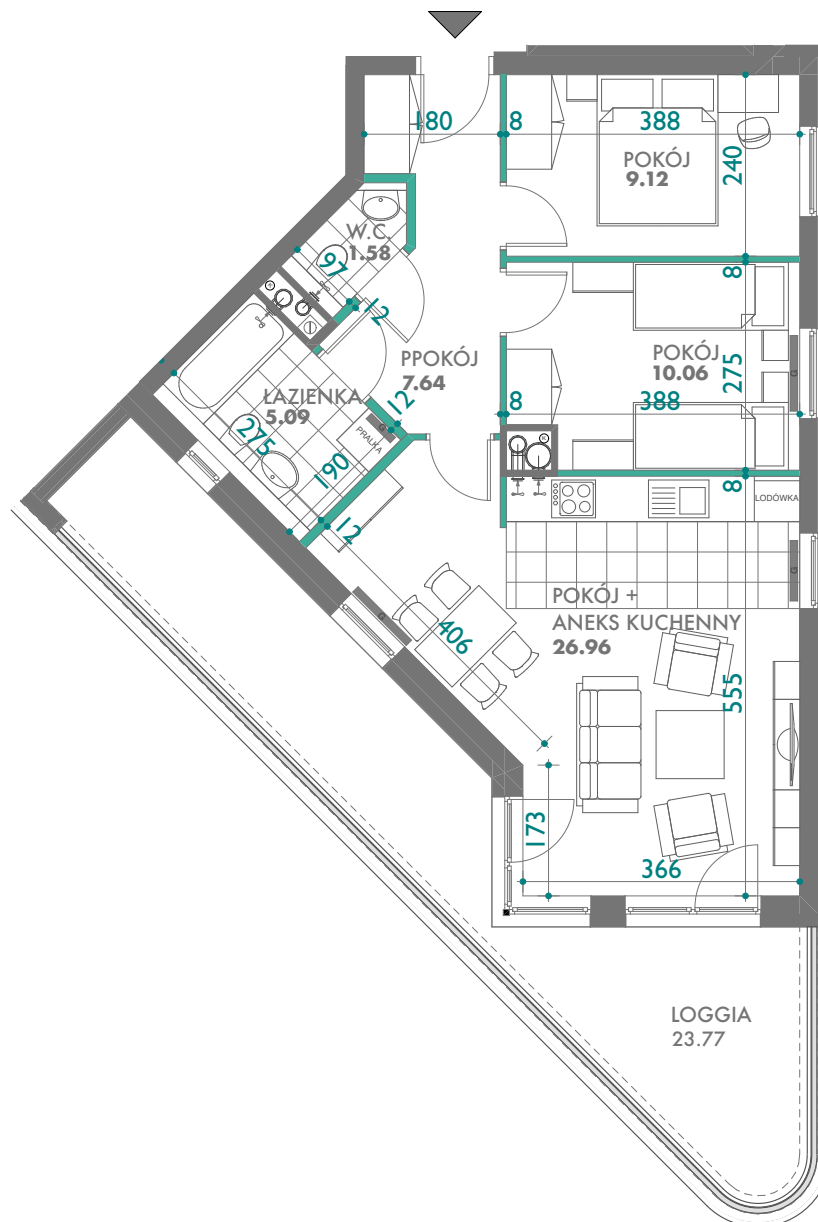 180
8
388
POKÓJ
9.12
240
W.C.
1.58
97
12
8
PPOKÓJ
7.64
POKÓJ
10.06
275
G
8
388
ŁAZIENKA
5.09
12
G
PRALKA
275
190
12
K
K
8
LODÓWKA
G
POKÓJ +
ANEKS KUCHENNY
26.96
G
406
555
173
366
LOGGIA
23.77